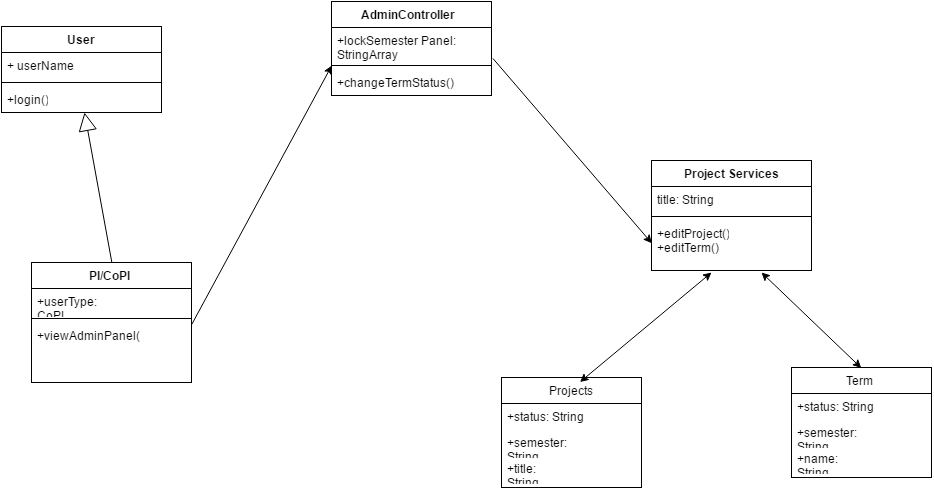 User
+ userName
+login()
AdminController
+lockSemester Panel:
StringArray
+changeTermStatus()
Project Services
title: String
+editProject()
+editTerm()
PI/CoPI
+userType:
CoPI
+viewAdminPanel(
Projects
+status: String
+semester:
String
+title:
String
Term
+status: String
+semester:
String
+name:
String